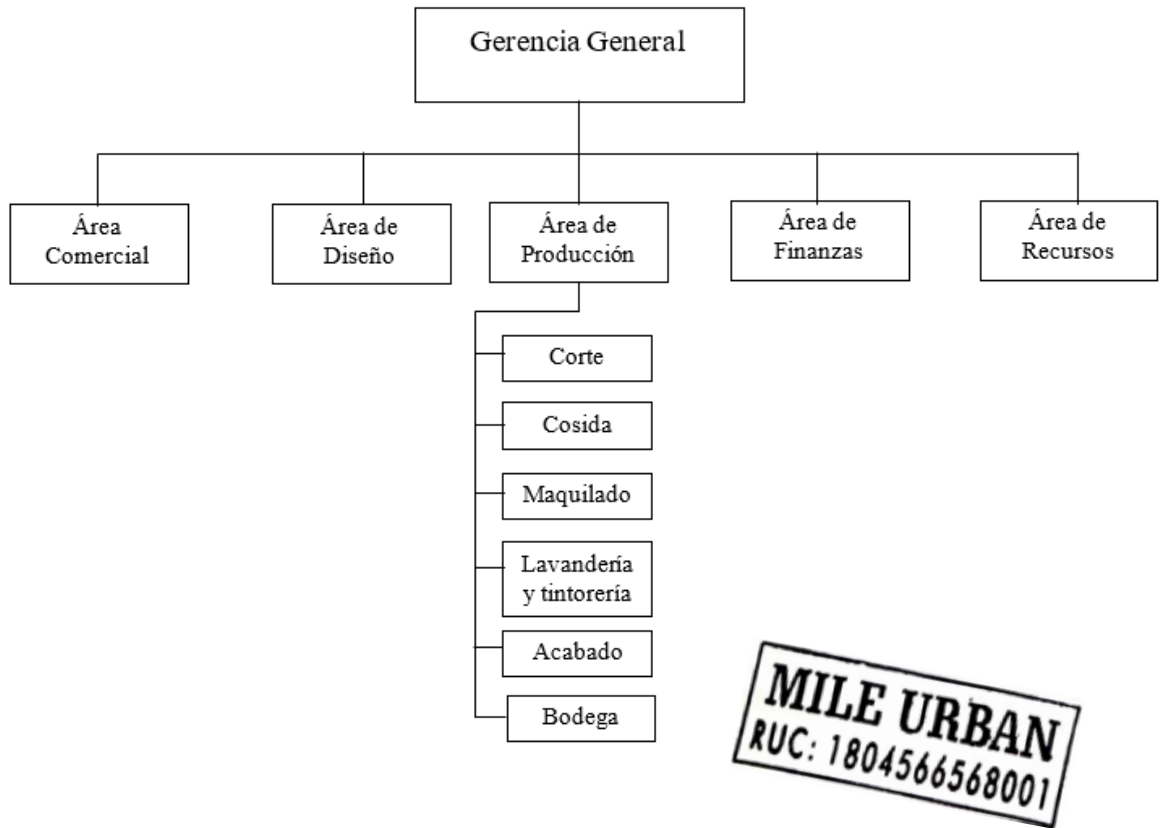 Gerencia General
Área
Comercial
Área de
Diseño
Área de
Producción
Área de
Finanzas
Área de
Recursos
Corte
Cosida
Maquilado
Lavandería
y tintorería
Acabado
Bodega
MILE URBAN
RUC: 1804566568001